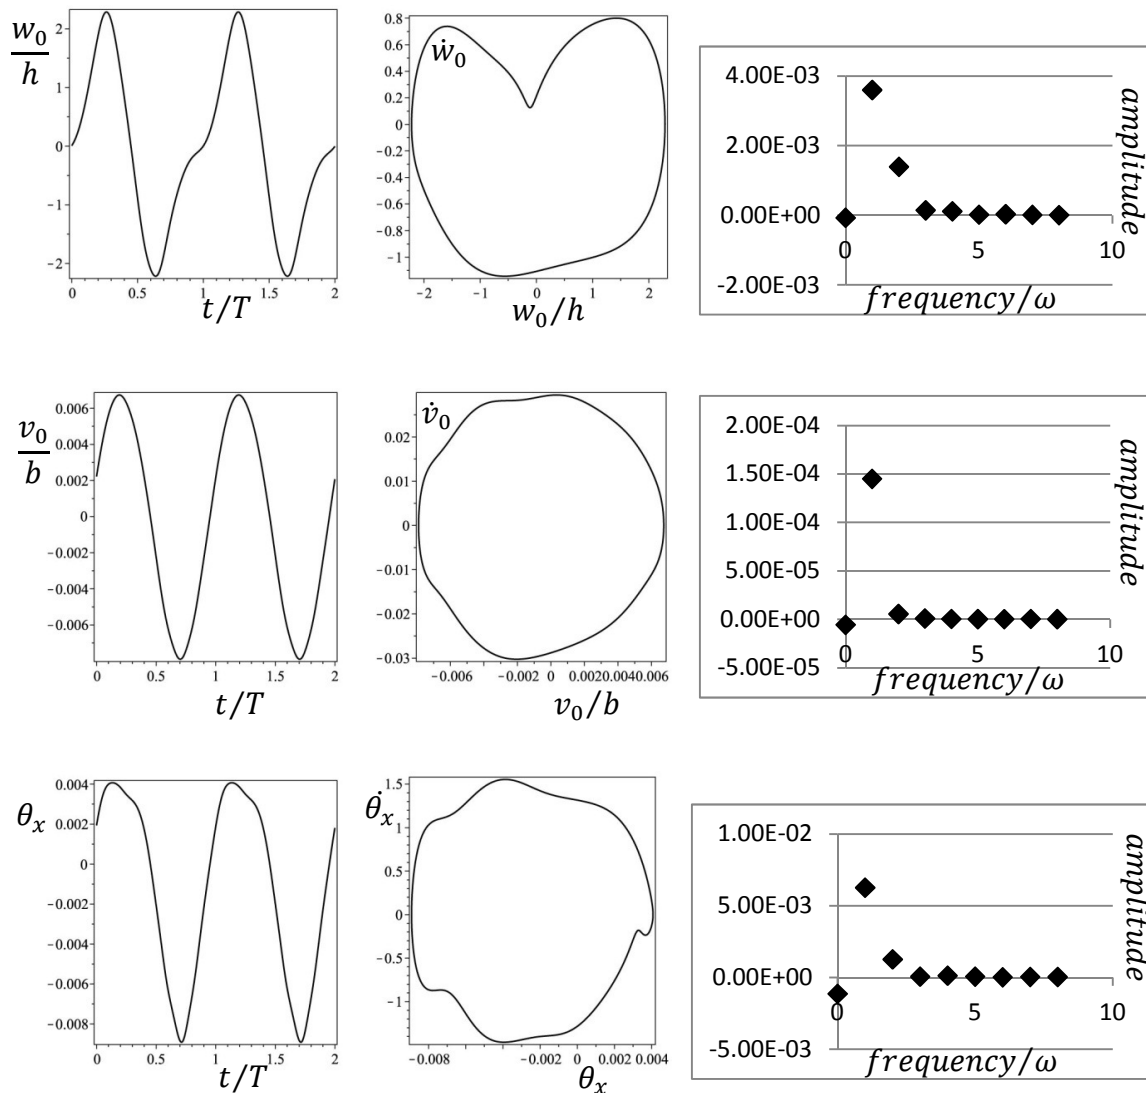 w₀/h
2
1
0
−1
−2
0
0.5
1
1.5
2
t/T
ẇ₀
0.8
0.6
0.4
0.2
0
−0.2
−0.4
−0.6
−0.8
−1
−2
−1
0
1
2
w₀/h
4.00E-03
2.00E-03
0.00E+00
-2.00E-03
0
5
10
frequency/ω
amplitude
v₀/b
0.006
0.004
0.002
0
−0.002
−0.004
−0.006
0
0.5
1
1.5
2
t/T
v̇₀
0.02
0.01
0
−0.01
−0.02
−0.03
−0.006
−0.002
0
0.002
0.004
0.006
v₀/b
2.00E-04
1.50E-04
1.00E-04
5.00E-05
0.00E+00
-5.00E-05
0
5
10
frequency/ω
amplitude
θₓ
0.004
0.002
0
−0.002
−0.004
−0.006
−0.008
0
0.5
1
1.5
2
t/T
θ̇ₓ
1.5
1
0.5
0
−0.5
−1
−0.008
−0.002
0
0.002
0.004
θₓ
1.00E-02
5.00E-03
0.00E+00
-5.00E-03
0
5
10
frequency/ω
amplitude